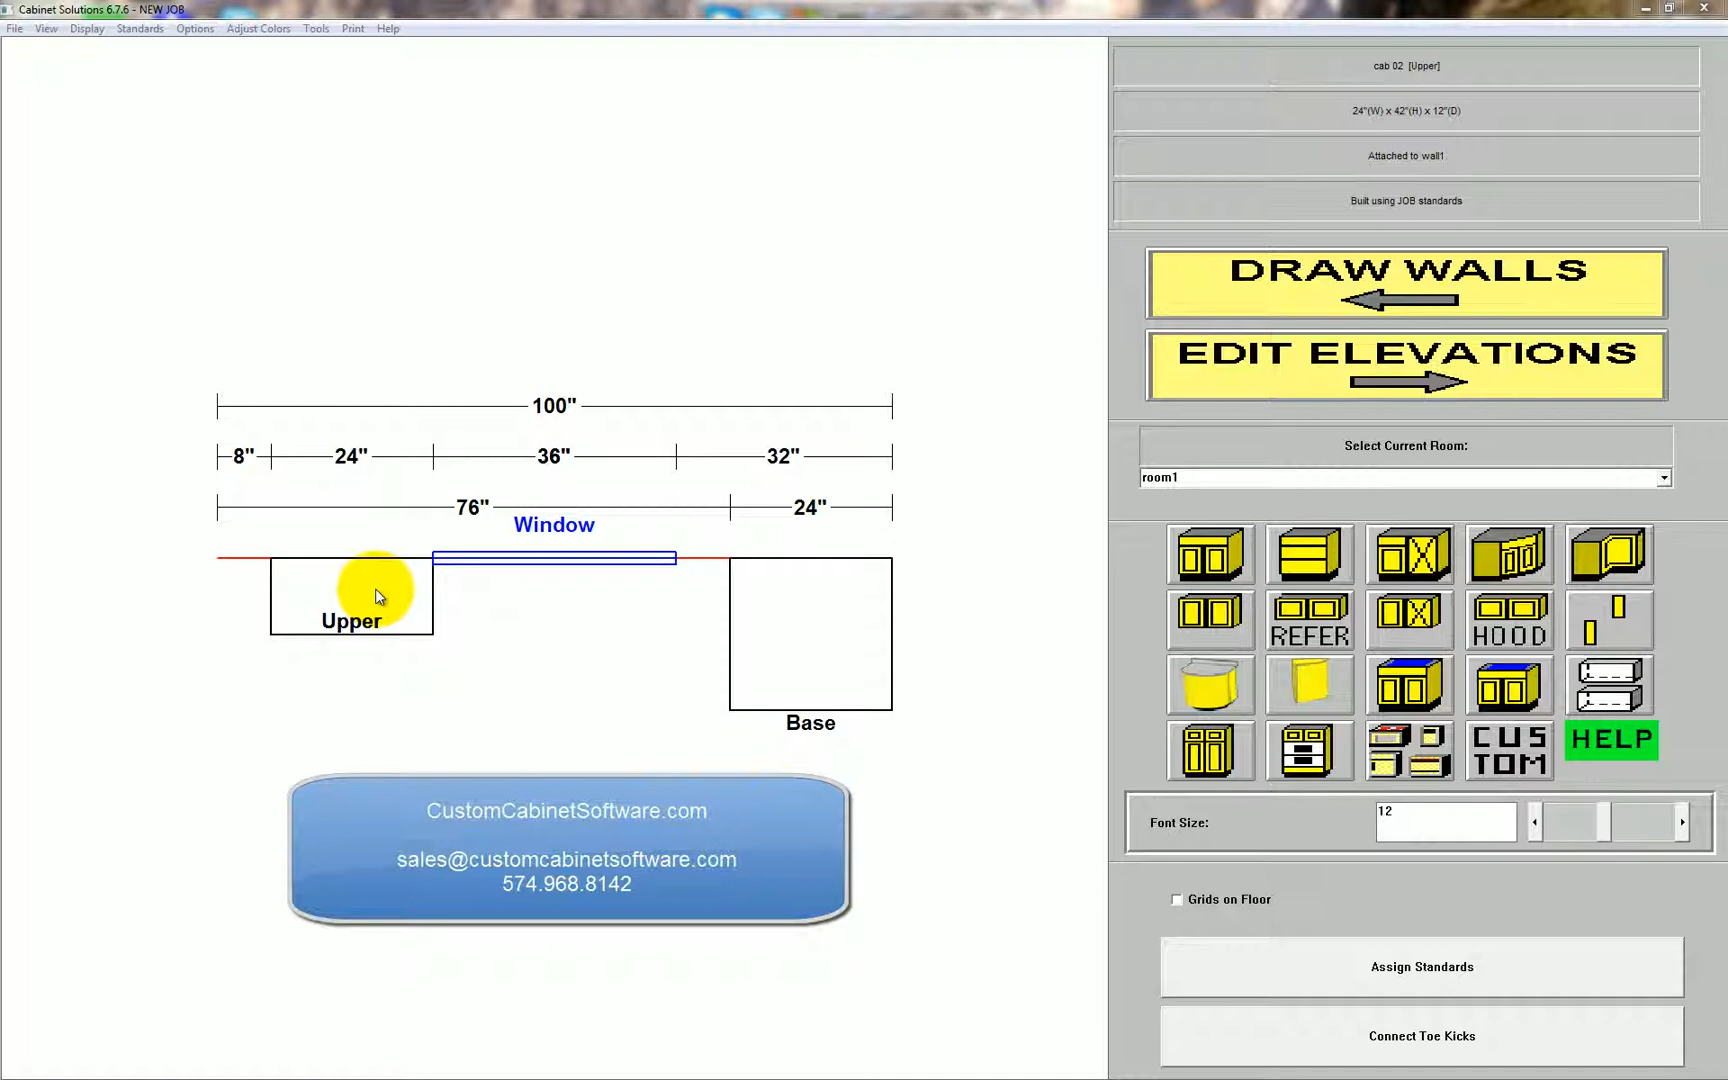 Cabinet Solutions 6.7.6 - NEW JOB
File View Display Standards Options Adjust Colors Tools Print Help
cab 02 [Upper]
24"(W) x 42"(H) x 12"(D)
Attached to wall1
Built using JOB standards
DRAW WALLS
EDIT ELEVATIONS
Select Current Room:
room1
100"
8" 24" 36" 32"
76" 24"
Window
Upper
Base
REFER
HOOD
CUS
TOM
HELP
CustomCabinetSoftware.com
sales@customcabinetsoftware.com
574.968.8142
Font Size: 12
Grids on Floor
Assign Standards
Connect Toe Kicks